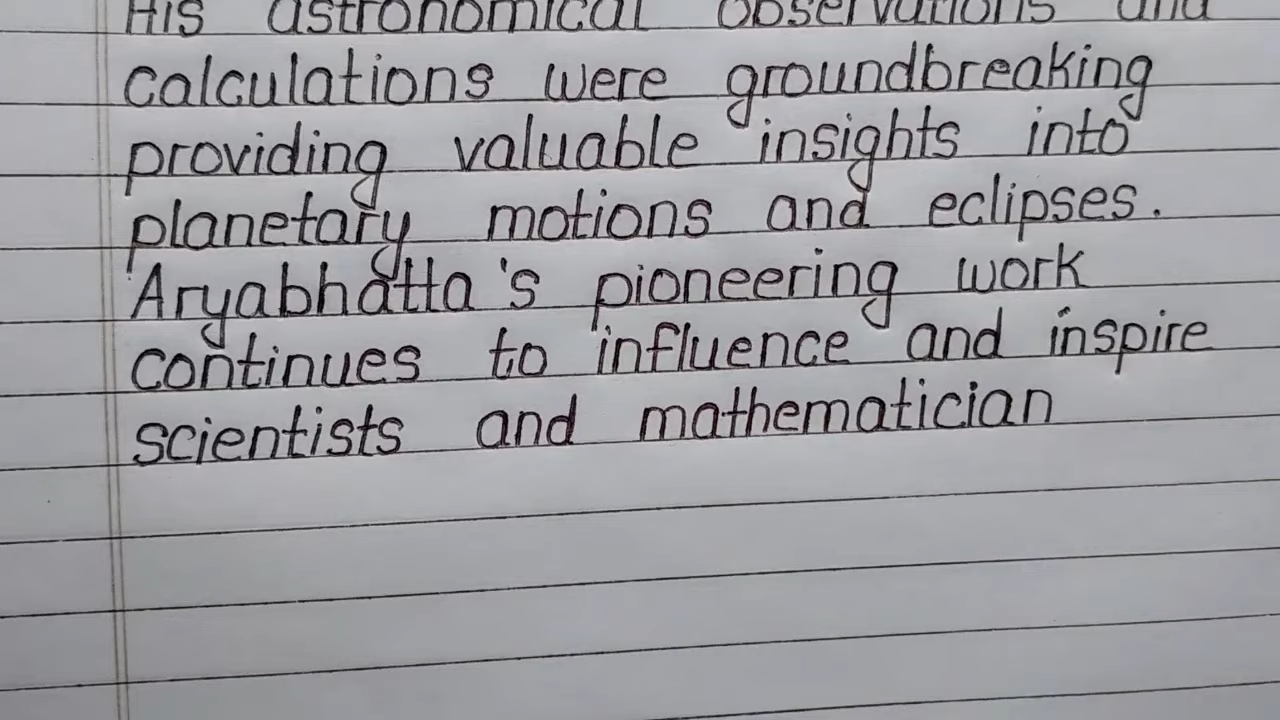 His astronomical observations and
calculations were groundbreaking
providing valuable insights into
planetary motions and eclipses.
Aryabhatta's pioneering work
continues to influence and inspire
scientists and mathematician